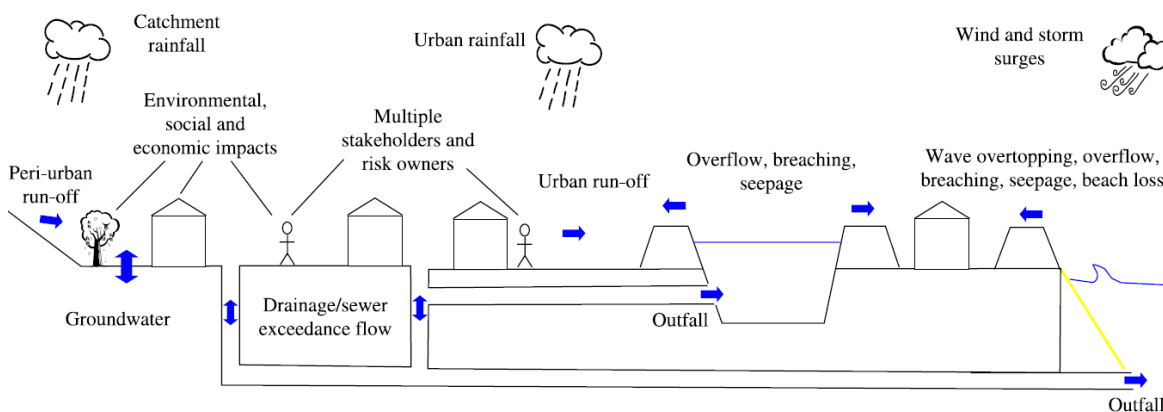 Catchment
rainfall
Urban rainfall
Wind and storm
surges
Environmental,
social and
economic impacts
Multiple
stakeholders and
risk owners
Peri-urban
run-off
Urban run-off
Overflow, breaching,
seepage
Wave overtopping, overflow,
breaching, seepage, beach loss
Groundwater
Drainage/sewer
exceedance flow
Outfall
Outfall